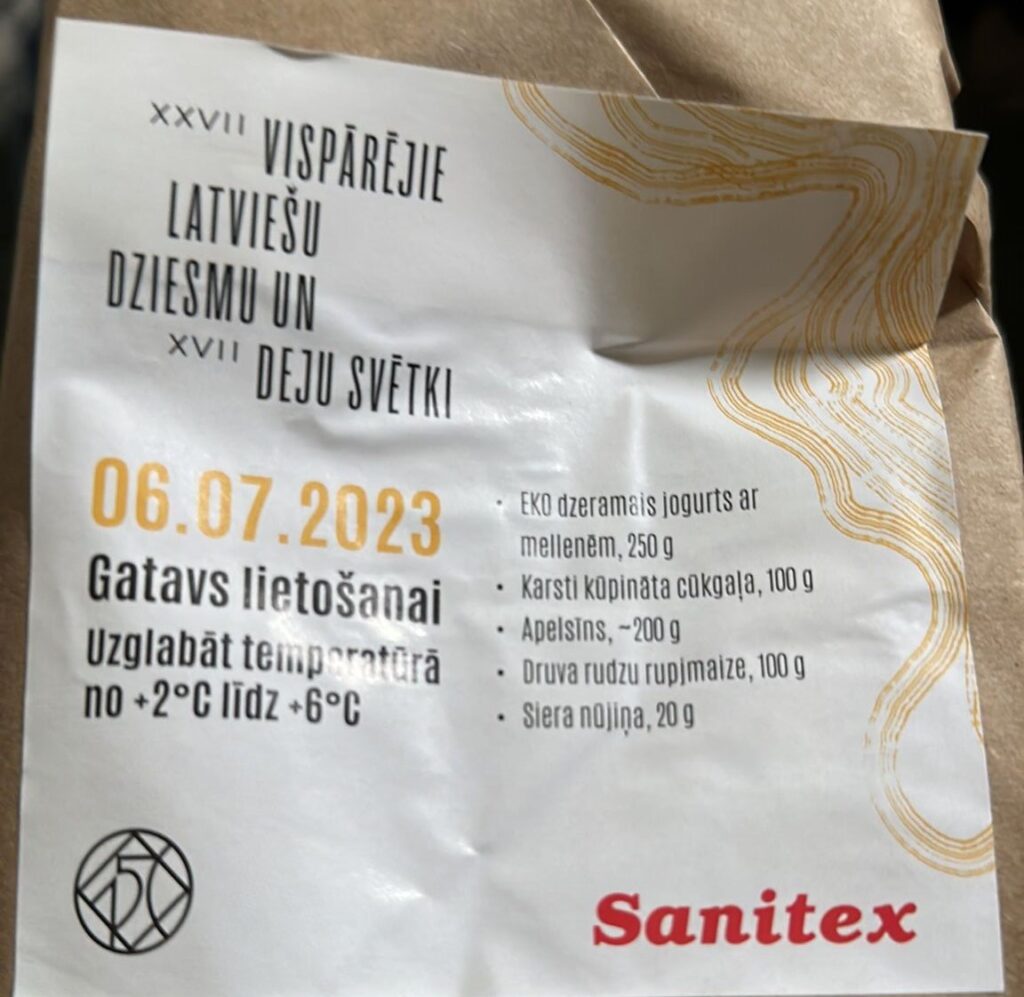 XXVII VISPĀRĒJIE
LATVIEŠU
DZIESMU UN
XVII DEJU SVĒTKI
06.07.2023
Gatavs lietošanai
Uzglabāt temperatūrā
no +2°C līdz +6°C
• EKO dzeramais jogurts ar
mellenēm, 250 g
• Karsti kūpināta cūkgaļa, 100 g
• Apelsīns, ~200 g
• Druva rudzu rupjmaize, 100 g
• Siera nūjiņa, 20 g
150
Sanitex